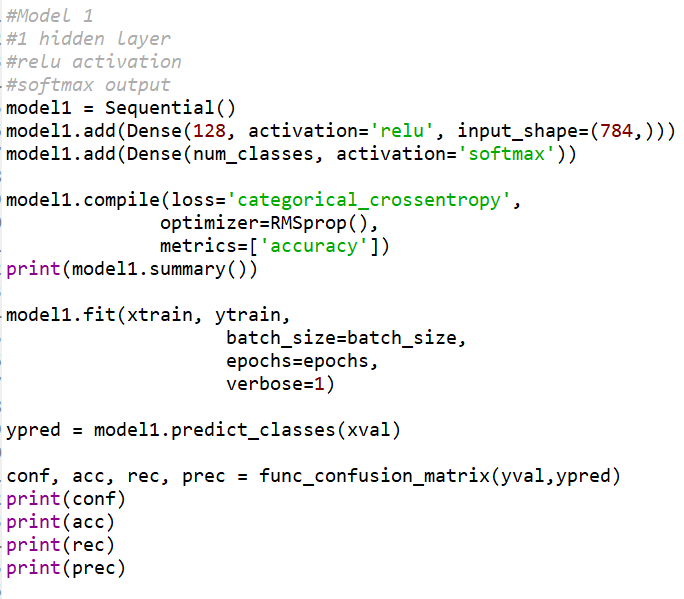 #Model 1
#1 hidden layer
#relu activation
#softmax output
model1 = Sequential()
model1.add(Dense(128, activation='relu', input_shape=(784,)))
model1.add(Dense(num_classes, activation='softmax'))
model1.compile(loss='categorical_crossentropy',
optimizer=RMSprop(),
metrics=['accuracy'])
print(model1.summary())
model1.fit(xtrain, ytrain,
batch_size=batch_size,
epochs=epochs,
verbose=1)
ypred = model1.predict_classes(xval)
conf, acc, rec, prec = func_confusion_matrix(yval,ypred)
print(conf)
print(acc)
print(rec)
print(prec)